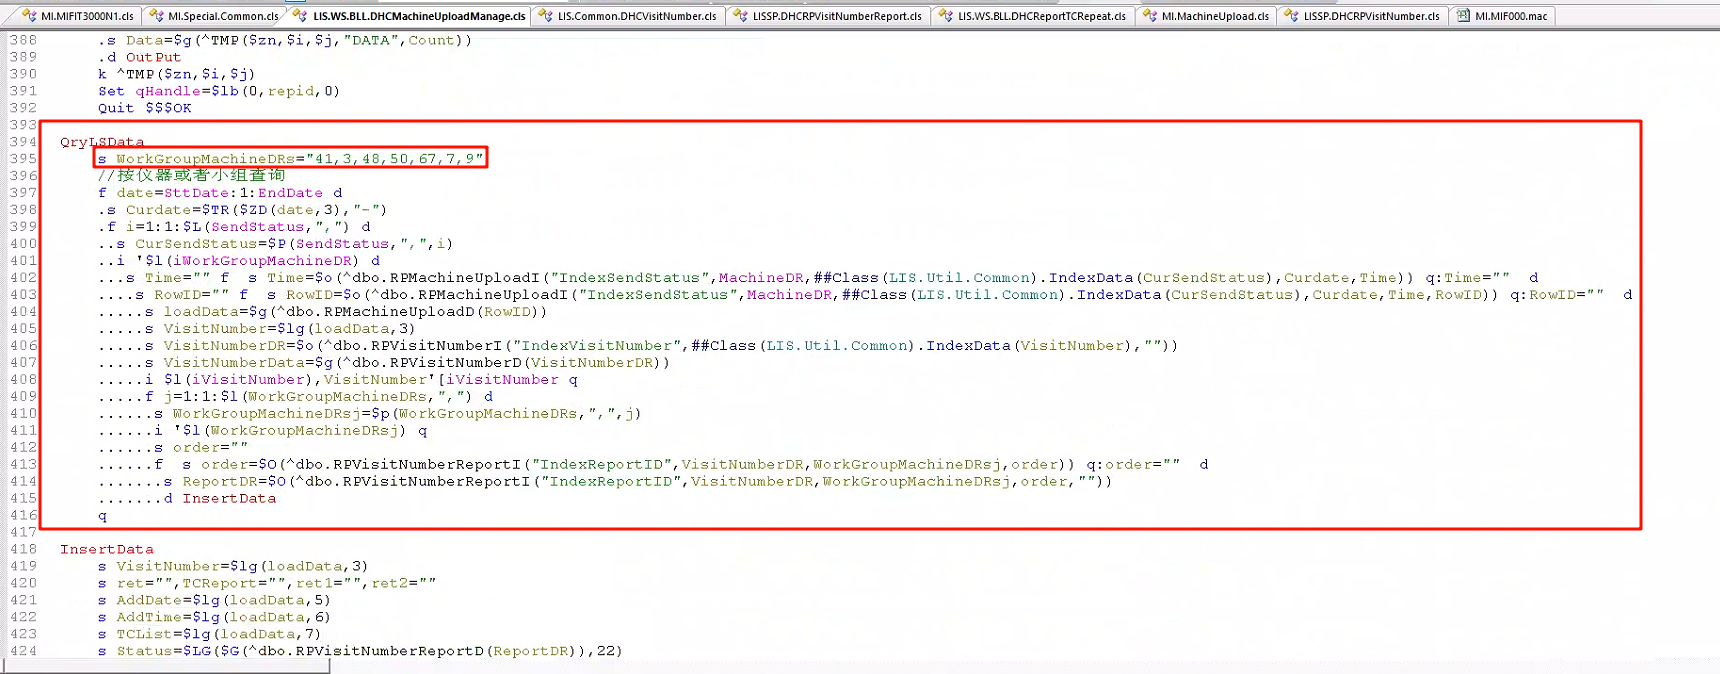 MI.MIFIT3000N1.cls MI.Special.Common.cls LIS.WS.BLL.DHCMachineUploadManage.cls LIS.Common.DHCVisitNumber.cls LISSP.DHCRPVisitNumberReport.cls LIS.WS.BLL.DHCReportTCRepeat.cls MI.MachineUpload.cls LISSP.DHCRPVisitNumber.cls MI.MIF000.mac
388 .s Data=$g(^TMP($zn,$i,$j,"DATA",Count))
389 .d OutPut
390 k ^TMP($zn,$i,$j)
391 Set qHandle=$lb(0,repid,0)
392 Quit $$$OK
393
394 QryLSData
395 s WorkGroupMachineDRs="41,3,48,50,67,7,9"
396 //按仪器或者小组查询
397 f date=SttDate:1:EndDate d
398 .s Curdate=$TR($ZD(date,3),"-")
399 .f i=1:1:$L(SendStatus,",") d
400 ..s CurSendStatus=$P(SendStatus,",",i)
401 ..i '$l(iWorkGroupMachineDR) d
402 ...s Time="" f  s Time=$o(^dbo.RPMachineUploadI("IndexSendStatus",MachineDR,##Class(LIS.Util.Common).IndexData(CurSendStatus),Curdate,Time)) q:Time=""  d
403 ....s RowID="" f  s RowID=$o(^dbo.RPMachineUploadI("IndexSendStatus",MachineDR,##Class(LIS.Util.Common).IndexData(CurSendStatus),Curdate,Time,RowID)) q:RowID=""  d
404 .....s loadData=$g(^dbo.RPMachineUploadD(RowID))
405 .....s VisitNumber=$lg(loadData,3)
406 .....s VisitNumberDR=$o(^dbo.RPVisitNumberI("IndexVisitNumber",##Class(LIS.Util.Common).IndexData(VisitNumber),""))
407 .....s VisitNumberData=$g(^dbo.RPVisitNumberD(VisitNumberDR))
408 .....i $l(iVisitNumber),VisitNumber'[iVisitNumber q
409 .....f j=1:1:$l(WorkGroupMachineDRs,",") d
410 ......s WorkGroupMachineDRsj=$p(WorkGroupMachineDRs,",",j)
411 ......i '$l(WorkGroupMachineDRsj) q
412 ......s order=""
413 ......f  s order=$O(^dbo.RPVisitNumberReportI("IndexReportID",VisitNumberDR,WorkGroupMachineDRsj,order)) q:order=""  d
414 .......s ReportDR=$O(^dbo.RPVisitNumberReportI("IndexReportID",VisitNumberDR,WorkGroupMachineDRsj,order,""))
415 .......d InsertData
416 q
417
418 InsertData
419 s VisitNumber=$lg(loadData,3)
420 s ret="",TCReport="",ret1="",ret2=""
421 s AddDate=$lg(loadData,5)
422 s AddTime=$lg(loadData,6)
423 s TCList=$lg(loadData,7)
424 s Status=$LG($G(^dbo.RPVisitNumberReportD(ReportDR)),22)